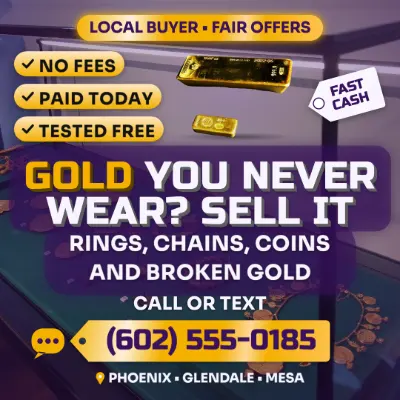 LOCAL BUYER • FAIR OFFERS
NO FEES
PAID TODAY
TESTED FREE
FAST
CASH
GOLD YOU NEVER
WEAR? SELL IT
RINGS, CHAINS, COINS
AND BROKEN GOLD
CALL OR TEXT
(602) 555-0185
PHOENIX • GLENDALE • MESA